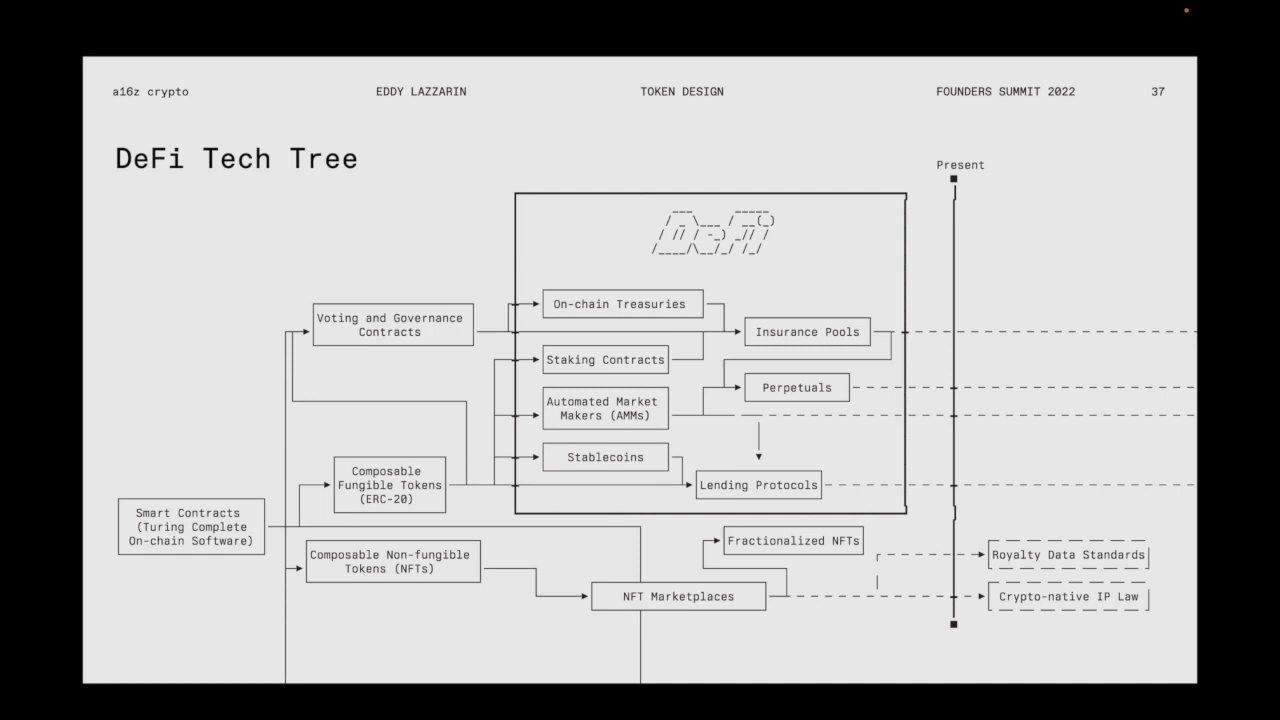 a16z crypto
EDDY LAZZARIN
TOKEN DESIGN
FOUNDERS SUMMIT 2022
37
DeFi Tech Tree
Present
DeFi
On-chain Treasuries
Voting and Governance
Contracts
Insurance Pools
Staking Contracts
Perpetuals
Automated Market
Makers (AMMs)
Stablecoins
Composable
Fungible Tokens
(ERC-20)
Lending Protocols
Smart Contracts
(Turing Complete
On-chain Software)
Fractionalized NFTs
Composable Non-fungible
Tokens (NFTs)
Royalty Data Standards
NFT Marketplaces
Crypto-native IP Law